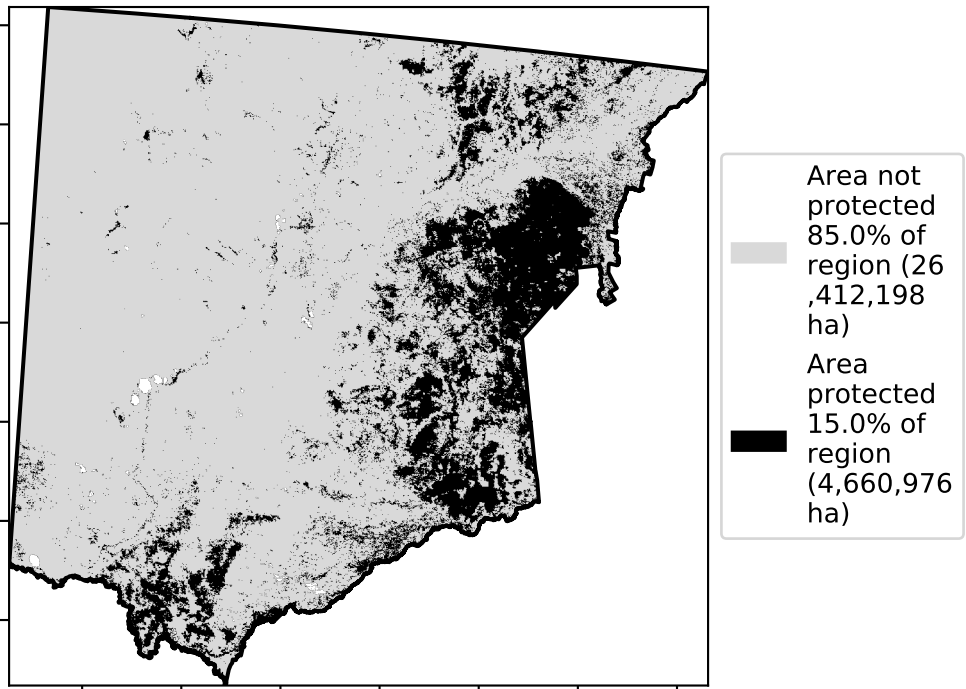 Area not
protected
85.0% of
region (26
,412,198
ha)
Area
protected
15.0% of
region
(4,660,976
ha)